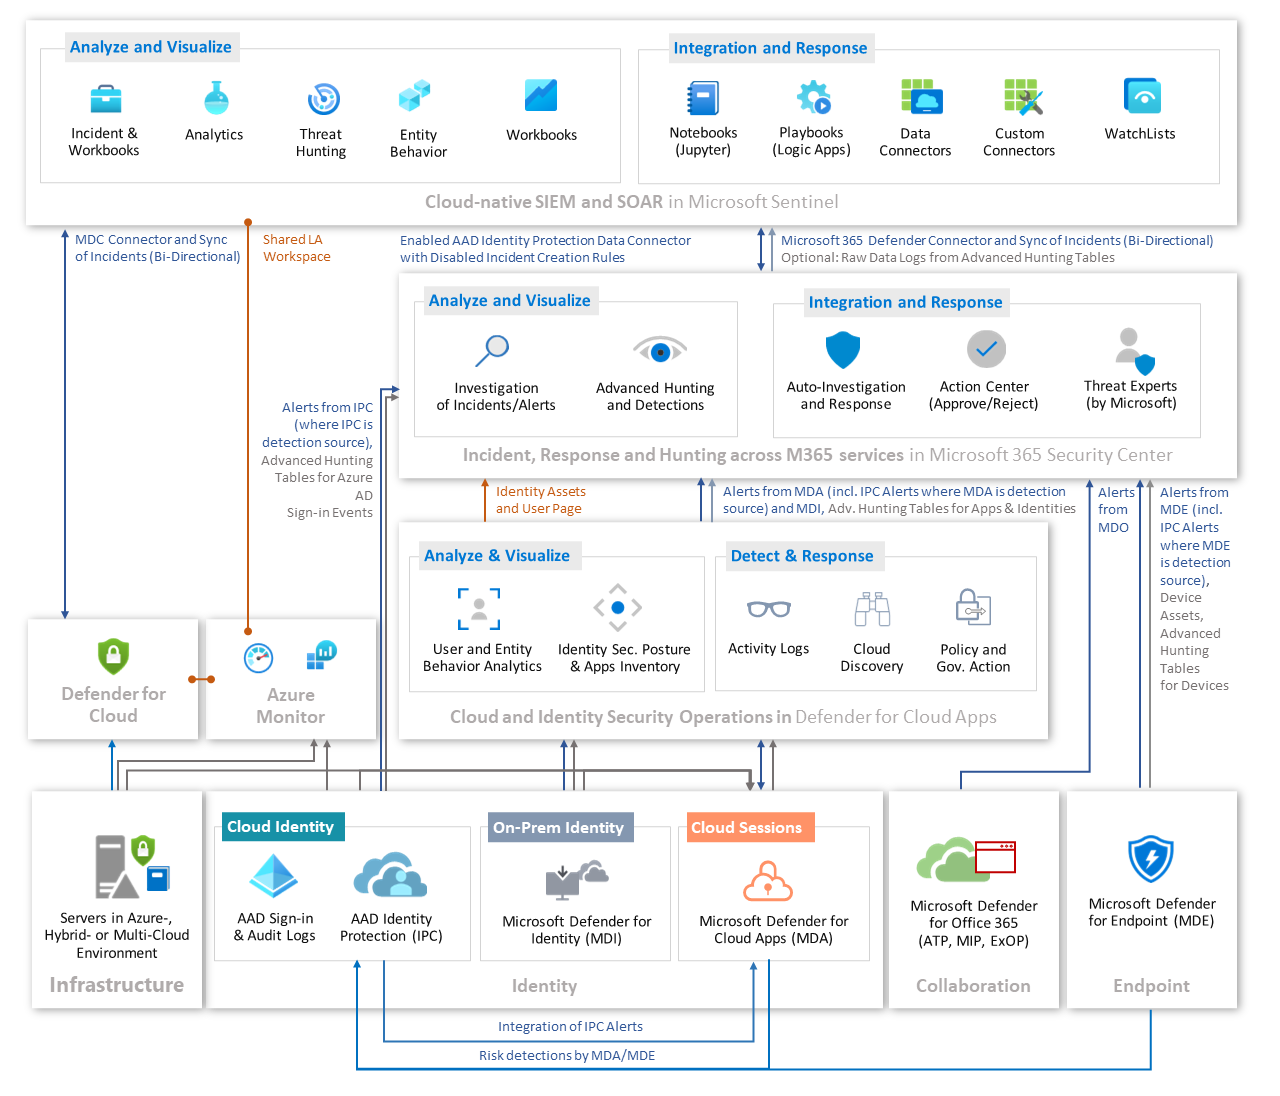 Analyze and Visualize
Incident &
Workbooks
Analytics
Threat
Hunting
Entity
Behavior
Workbooks
Integration and Response
Notebooks
(Jupyter)
Playbooks
(Logic Apps)
Data
Connectors
Custom
Connectors
WatchLists
Cloud-native SIEM and SOAR in Microsoft Sentinel
MDC Connector and Sync
of Incidents (Bi-Directional)
Shared LA
Workspace
Enabled AAD Identity Protection Data Connector
with Disabled Incident Creation Rules
Microsoft 365 Defender Connector and Sync of Incidents (Bi-Directional)
Optional: Raw Data Logs from Advanced Hunting Tables
Analyze and Visualize
Investigation
of Incidents/Alerts
Advanced Hunting
and Detections
Integration and Response
Auto-Investigation
and Response
Action Center
(Approve/Reject)
Threat Experts
(by Microsoft)
Incident, Response and Hunting across M365 services in Microsoft 365 Security Center
Alerts from IPC
(where IPC is
detection source),
Advanced Hunting
Tables for Azure
AD
Sign-in Events
Identity Assets
and User Page
Alerts from MDA (incl. IPC Alerts where MDA is detection
source) and MDI, Adv. Hunting Tables for Apps & Identities
Alerts
from
MDO
Alerts from
MDE (incl.
IPC Alerts
where MDE
is detection
source),
Device
Assets,
Advanced
Hunting
Tables
for Devices
Analyze & Visualize
User and Entity
Behavior Analytics
Identity Sec. Posture
& Apps Inventory
Detect & Response
Activity Logs
Cloud
Discovery
Policy and
Gov. Action
Cloud and Identity Security Operations in Defender for Cloud Apps
Defender for
Cloud
Azure
Monitor
Servers in Azure-,
Hybrid- or Multi-Cloud
Environment
Infrastructure
Cloud Identity
AAD Sign-in
& Audit Logs
AAD Identity
Protection (IPC)
On-Prem Identity
Microsoft Defender for
Identity (MDI)
Cloud Sessions
Microsoft Defender for
Cloud Apps (MDA)
Identity
Microsoft Defender
for Office 365
(ATP, MIP, ExOP)
Collaboration
Microsoft Defender
for Endpoint (MDE)
Endpoint
Integration of IPC Alerts
Risk detections by MDA/MDE